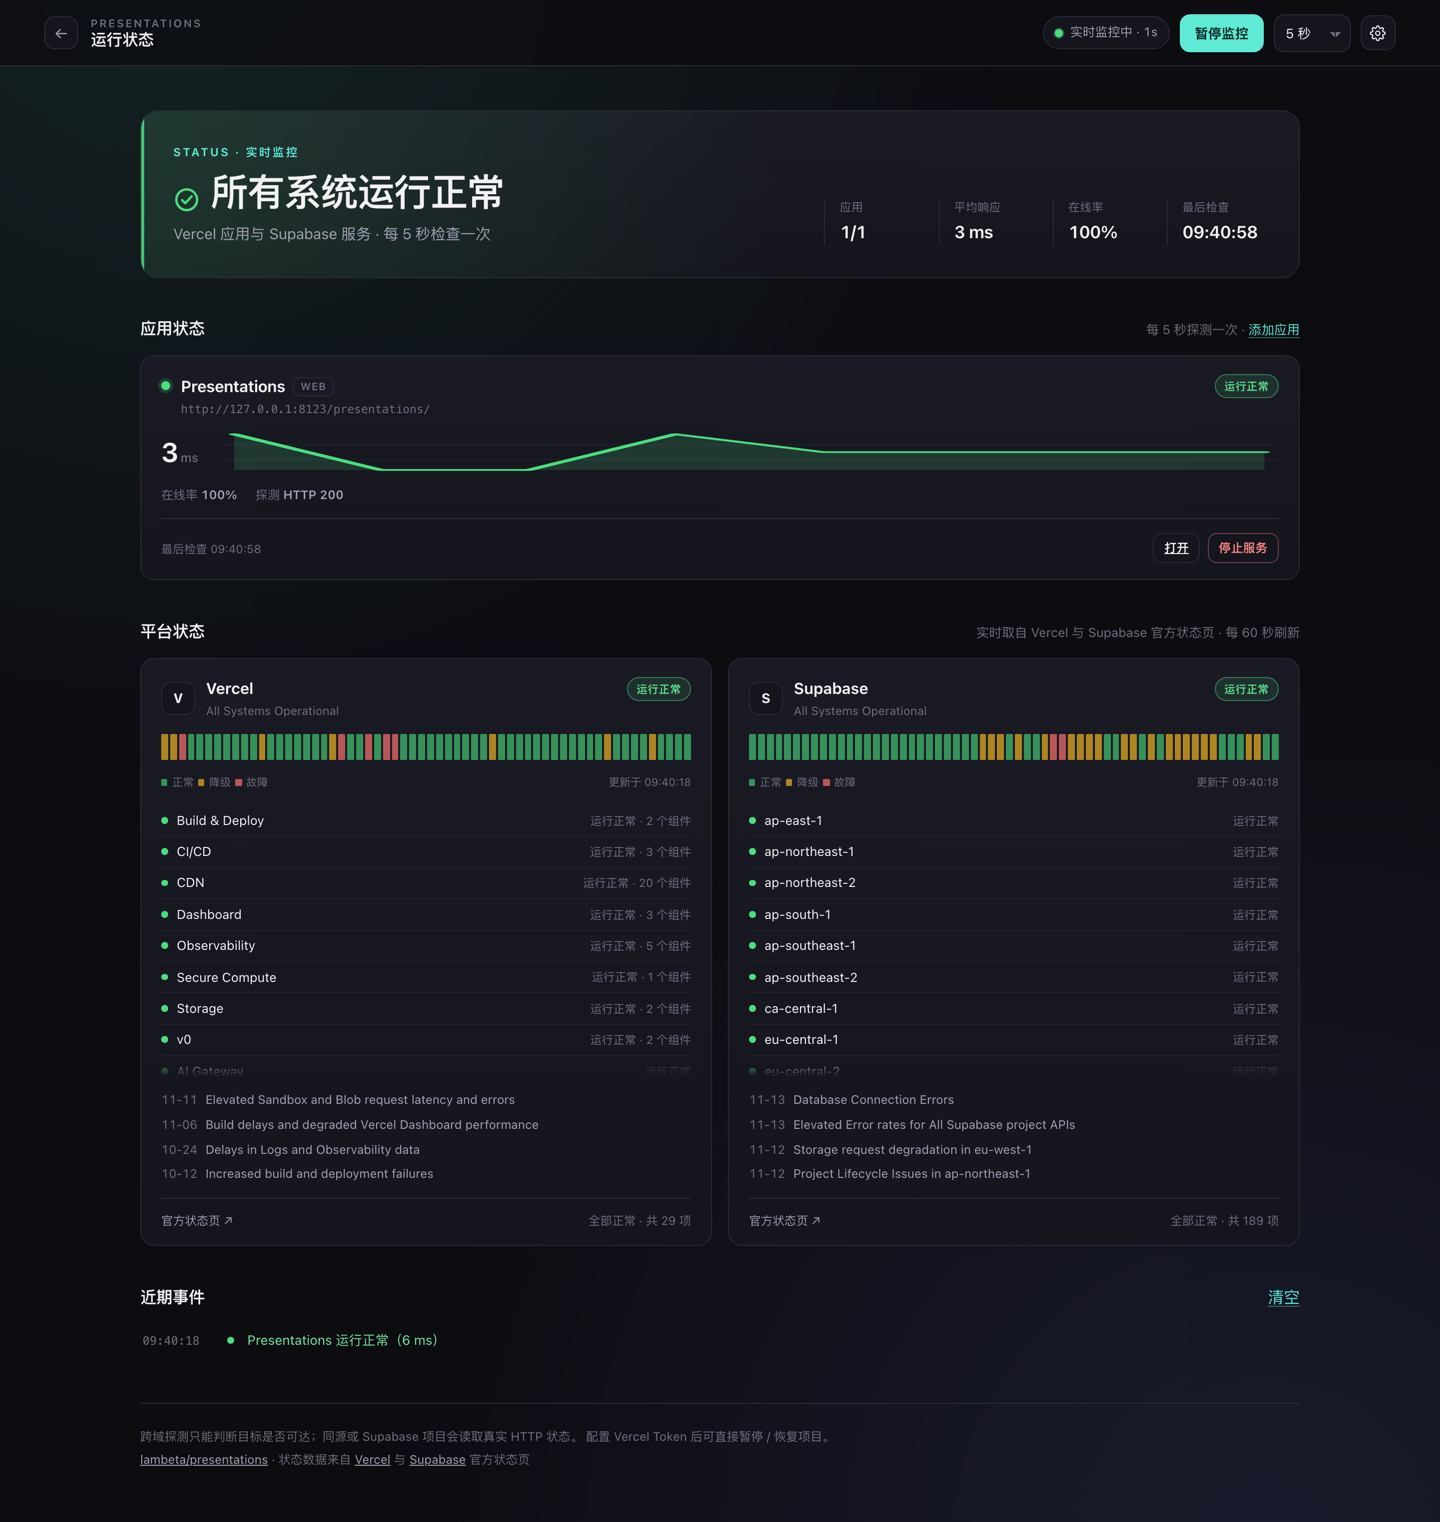 PRESENTATIONS
运行状态
实时监控中 · 1s
暂停监控
5 秒
STATUS · 实时监控
所有系统运行正常
Vercel 应用与 Supabase 服务 · 每 5 秒检查一次
应用
1/1
平均响应
3 ms
在线率
100%
最后检查
09:40:58
应用状态
每 5 秒探测一次 · 添加应用
Presentations WEB
运行正常
http://127.0.0.1:8123/presentations/
3 ms
在线率 100% 探测 HTTP 200
最后检查 09:40:58
打开
停止服务
平台状态
实时取自 Vercel 与 Supabase 官方状态页 · 每 60 秒刷新
V
Vercel
All Systems Operational
运行正常
正常 降级 故障
更新于 09:40:18
Build & Deploy 运行正常 · 2 个组件
CI/CD 运行正常 · 3 个组件
CDN 运行正常 · 20 个组件
Dashboard 运行正常 · 3 个组件
Observability 运行正常 · 5 个组件
Secure Compute 运行正常 · 1 个组件
Storage 运行正常 · 2 个组件
v0 运行正常 · 2 个组件
AI Gateway 运行正常
11-11 Elevated Sandbox and Blob request latency and errors
11-06 Build delays and degraded Vercel Dashboard performance
10-24 Delays in Logs and Observability data
10-12 Increased build and deployment failures
官方状态页 ↗
全部正常 · 共 29 项
S
Supabase
All Systems Operational
运行正常
正常 降级 故障
更新于 09:40:18
ap-east-1 运行正常
ap-northeast-1 运行正常
ap-northeast-2 运行正常
ap-south-1 运行正常
ap-southeast-1 运行正常
ap-southeast-2 运行正常
ca-central-1 运行正常
eu-central-1 运行正常
eu-central-2 运行正常
11-13 Database Connection Errors
11-13 Elevated Error rates for All Supabase project APIs
11-12 Storage request degradation in eu-west-1
11-12 Project Lifecycle Issues in ap-northeast-1
官方状态页 ↗
全部正常 · 共 189 项
近期事件
清空
09:40:18 Presentations 运行正常（6 ms）
跨域探测只能判断目标是否可达；同源或 Supabase 项目会读取真实 HTTP 状态。 配置 Vercel Token 后可直接暂停 / 恢复项目。
lambeta/presentations · 状态数据来自 Vercel 与 Supabase 官方状态页